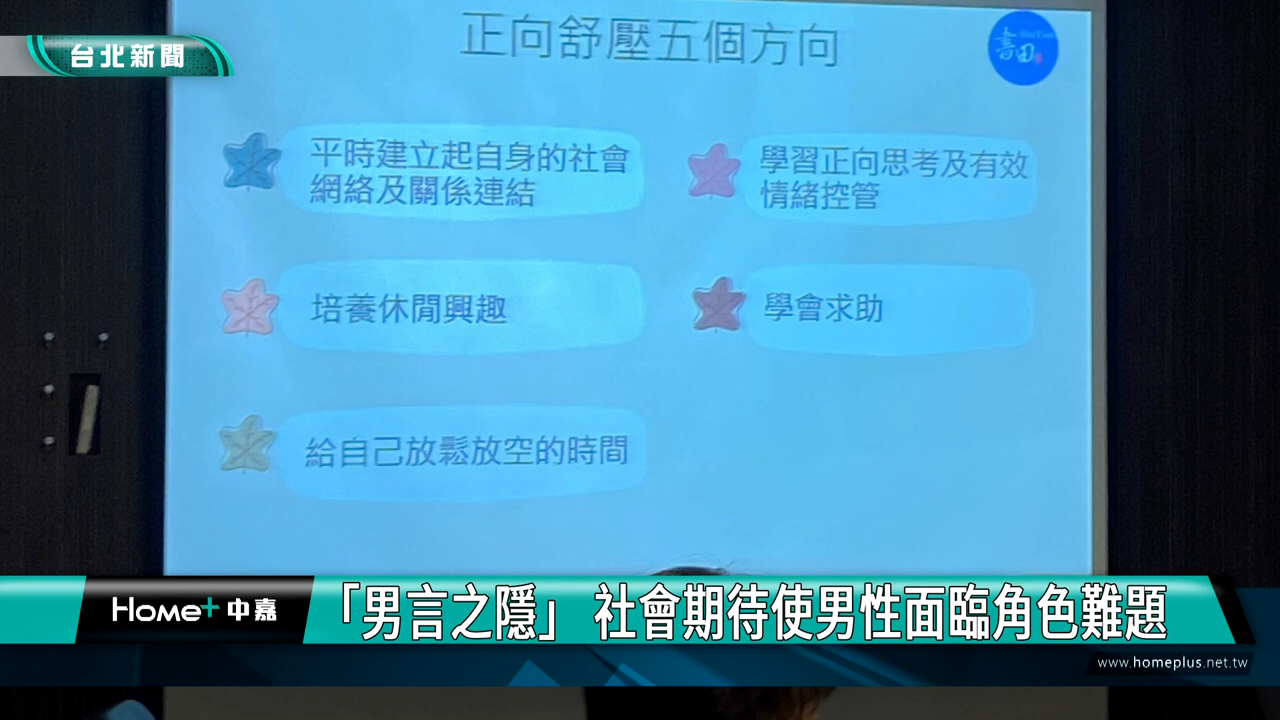 台北新聞
正向舒壓五個方向
書田
平時建立起自身的社會
網絡及關係連結
學習正向思考及有效
情緒控管
培養休閒興趣
學會求助
給自己放鬆放空的時間
Home+中嘉
「男言之隱」 社會期待使男性面臨角色難題
www.homeplus.net.tw